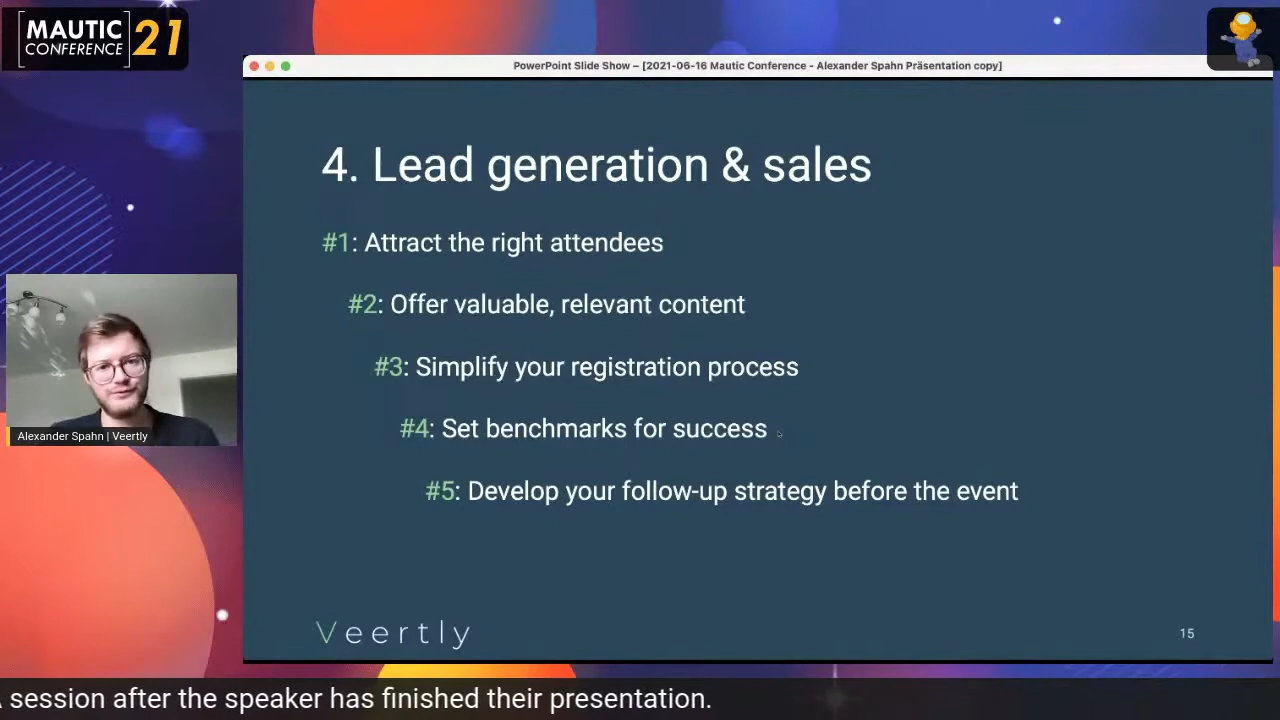 MAUTIC
CONFERENCE
21
PowerPoint Slide Show – [2021-06-16 Mautic Conference - Alexander Spahn Präsentation copy]
4. Lead generation & sales
#1: Attract the right attendees
#2: Offer valuable, relevant content
#3: Simplify your registration process
#4: Set benchmarks for success
#5: Develop your follow-up strategy before the event
Alexander Spahn | Veertly
Veertly
15
session after the speaker has finished their presentation.